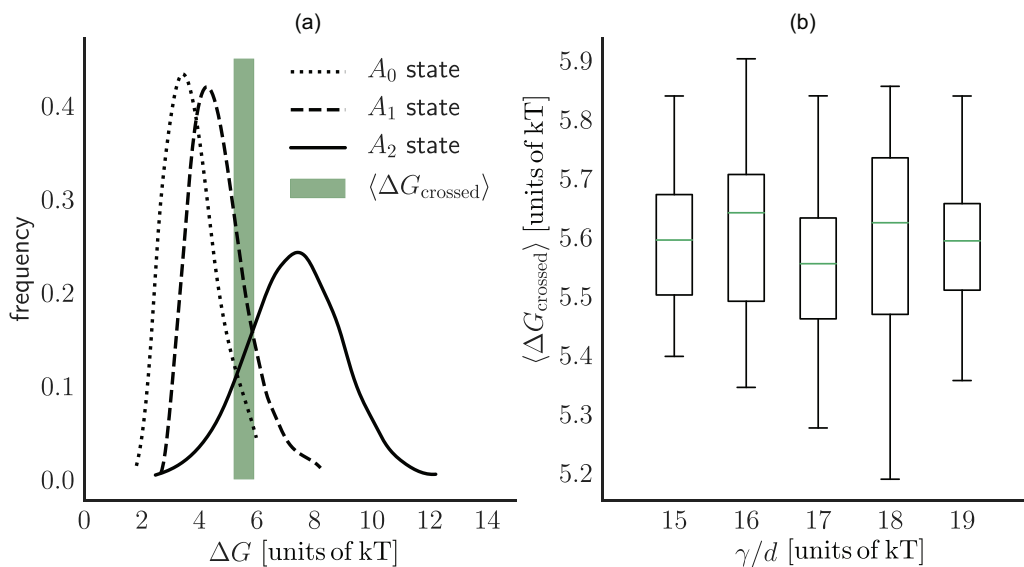 (a)
frequency
0.4
0.3
0.2
0.1
0.0
A₀ state
A₁ state
A₂ state
⟨ΔG_crossed⟩
0 2 4 6 8 10 12 14
ΔG [units of kT]
(b)
⟨ΔG_crossed⟩ [units of kT]
5.9
5.8
5.7
5.6
5.5
5.4
5.3
5.2
15 16 17 18 19
γ/d [units of kT]